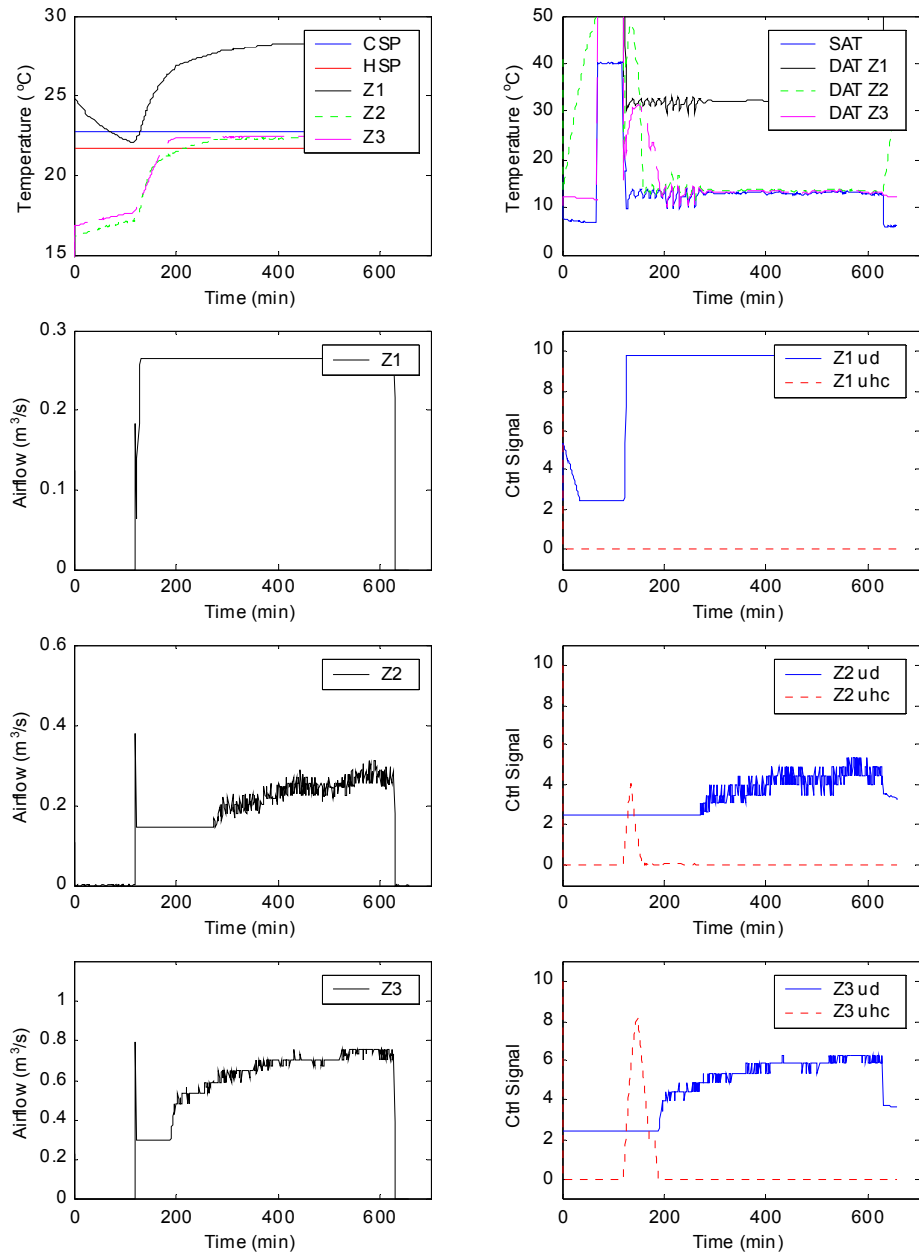 30
25
20
15
Temperature ( °C)
0 200 400 600
Time (min)
CSP
HSP
Z1
Z2
Z3
50
40
30
20
10
0
Temperature ( °C)
0 200 400 600
Time (min)
SAT
DAT Z1
DAT Z2
DAT Z3
0.3
0.2
0.1
0
Airflow (m³/s)
0 200 400 600
Time (min)
Z1
10
8
6
4
2
0
Ctrl Signal
0 200 400 600
Time (min)
Z1 ud
Z1 uhc
0.6
0.4
0.2
0
Airflow (m³/s)
0 200 400 600
Time (min)
Z2
10
8
6
4
2
0
Ctrl Signal
0 200 400 600
Time (min)
Z2 ud
Z2 uhc
1
0.8
0.6
0.4
0.2
0
Airflow (m³/s)
0 200 400 600
Time (min)
Z3
10
8
6
4
2
0
Ctrl Signal
0 200 400 600
Time (min)
Z3 ud
Z3 uhc